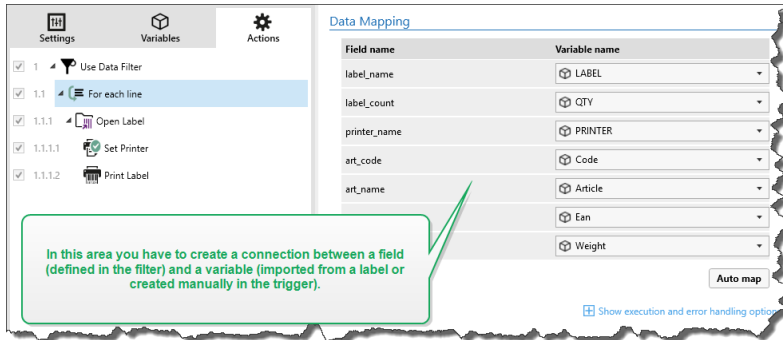 Settings
Variables
Actions
1 Use Data Filter
1.1 For each line
1.1.1 Open Label
1.1.1.1 Set Printer
1.1.1.2 Print Label
Data Mapping
Field name Variable name
label_name LABEL
label_count QTY
printer_name PRINTER
art_code Code
art_name Article
Ean
Weight
Auto map
Show execution and error handling option
In this area you have to create a connection between a field
(defined in the filter) and a variable (imported from a label or
created manually in the trigger).